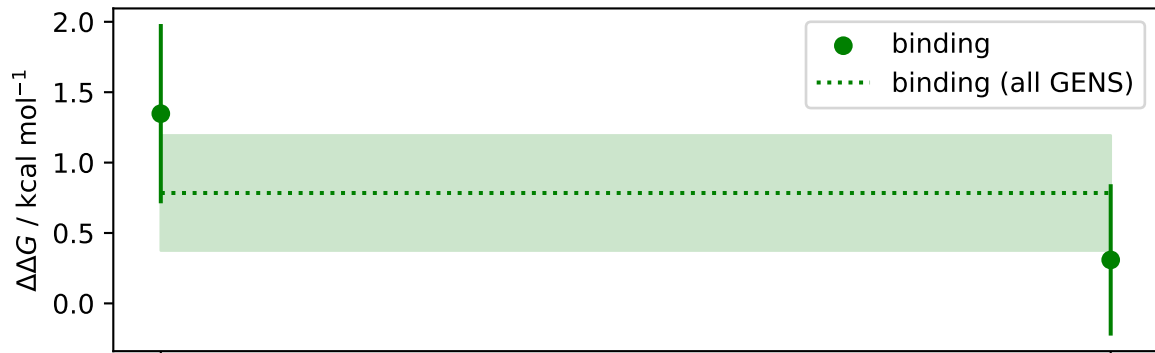 2.0
1.5
1.0
0.5
0.0
ΔΔG / kcal mol⁻¹
binding
binding (all GENS)